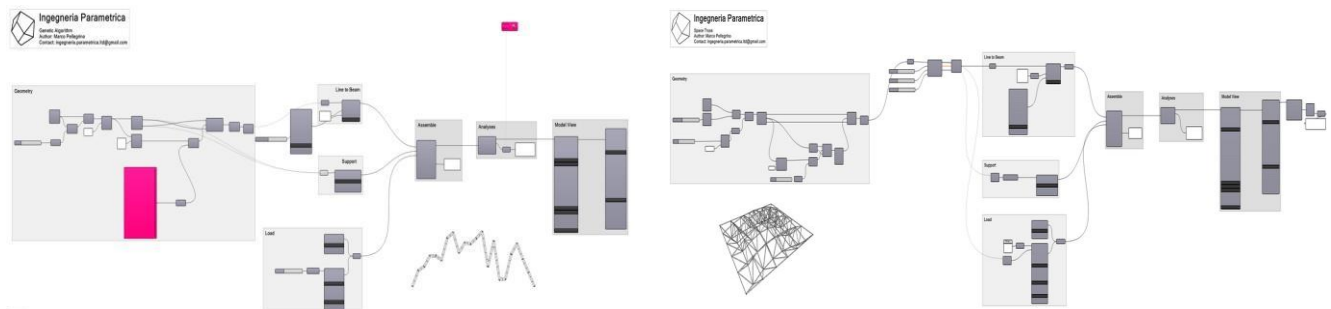 Ingegneria Parametrica
Genetic Algorithm
Author: Marco Pellegrino
Contact: ingegneria.parametrica.ltd@gmail.com
Geometry
Line to Beam
Support
Load
Assemble
Analyses
Model View
Ingegneria Parametrica
Space Truss
Author: Marco Pellegrino
Contact: ingegneria.parametrica.ltd@gmail.com
Geometry
Line to Beam
Support
Load
Assemble
Analyses
Model View